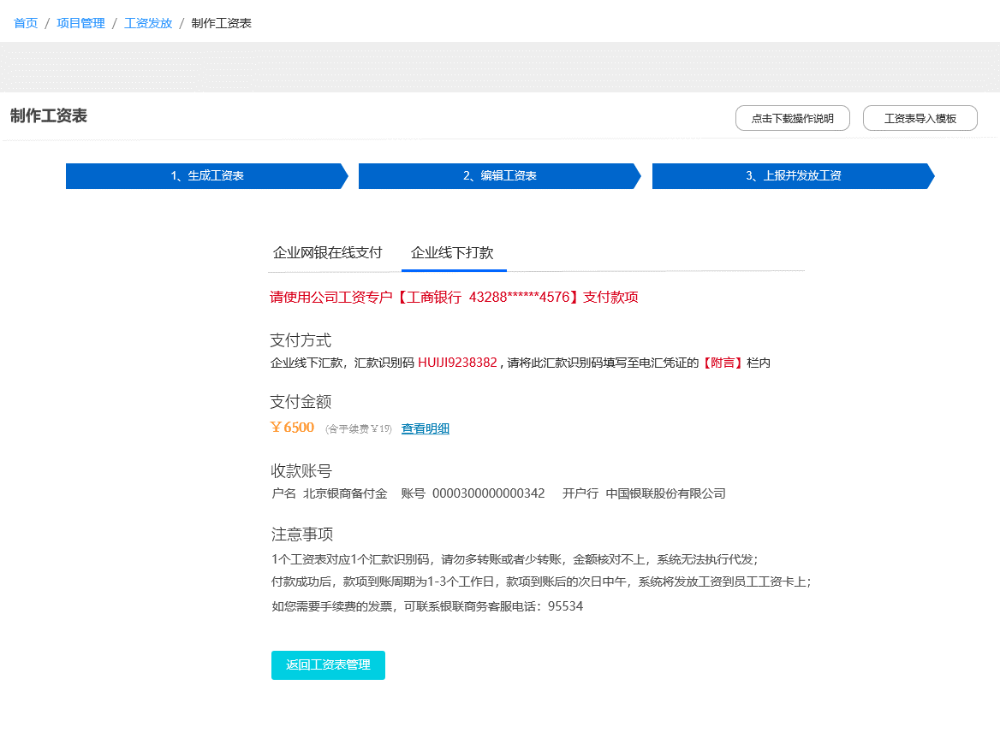 首页 / 项目管理 / 工资发放 / 制作工资表
制作工资表
点击下载操作说明
工资表导入模板
1、生成工资表
2、编辑工资表
3、上报并发放工资
企业网银在线支付
企业线下打款
请使用公司工资专户【工商银行 43288******4576】支付款项
支付方式
企业线下汇款，汇款识别码 HUIJI9238382 , 请将此汇款识别码填写至电汇凭证的【附言】栏内
支付金额
￥6500 (含手续费￥19) 查看明细
收款账号
户名 北京银商备付金 账号 0000300000000342 开户行 中国银联股份有限公司
注意事项
1个工资表对应1个汇款识别码，请勿多转账或者少转账，金额核对不上，系统无法执行代发；
付款成功后，款项到账周期为1-3个工作日，款项到账后的次日中午，系统将发放工资到员工工资卡上；
如您需要手续费的发票，可联系银联商务客服电话：95534
返回工资表管理